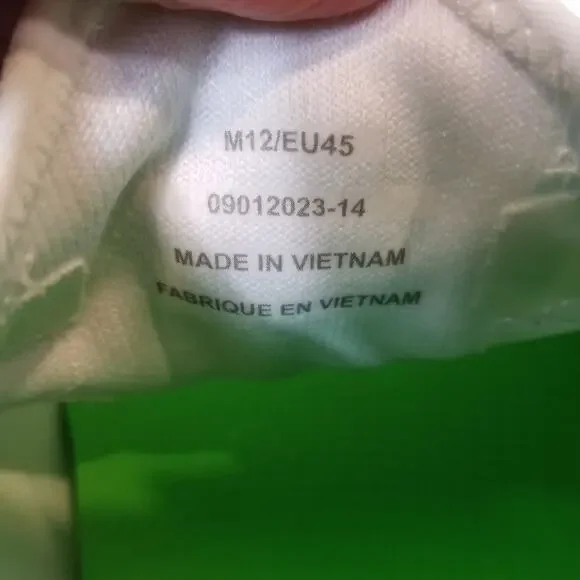 M12/EU45
09012023-14
MADE IN VIETNAM
FABRIQUE EN VIETNAM